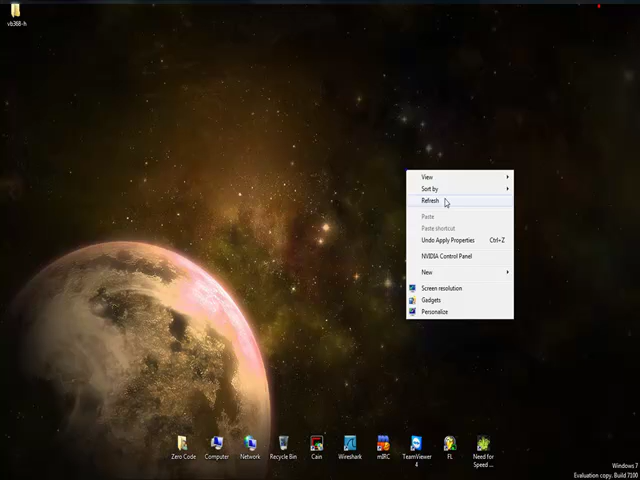 vb368-h
View
Sort by
Refresh
Paste
Paste shortcut
Undo Apply Properties Ctrl+Z
NVIDIA Control Panel
New
Screen resolution
Gadgets
Personalize
Zero Code
Computer
Network
Recycle Bin
Cain
Wireshark
mIRC
TeamViewer
4
FL
Need for
Speed ...
Windows 7
Evaluation copy. Build 7100